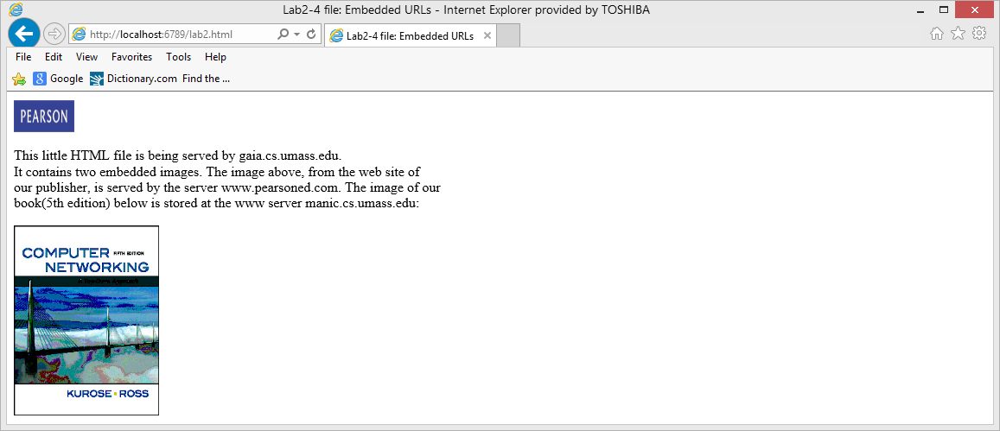 Lab2-4 file: Embedded URLs - Internet Explorer provided by TOSHIBA
http://localhost:6789/lab2.html
Lab2-4 file: Embedded URLs
File Edit View Favorites Tools Help
Google Dictionary.com Find the ...
PEARSON
This little HTML file is being served by gaia.cs.umass.edu.
It contains two embedded images. The image above, from the web site of
our publisher, is served by the server www.pearsoned.com. The image of our
book(5th edition) below is stored at the www server manic.cs.umass.edu:
COMPUTER FIFTH EDITION
NETWORKING
A Top-Down Approach
KUROSE • ROSS